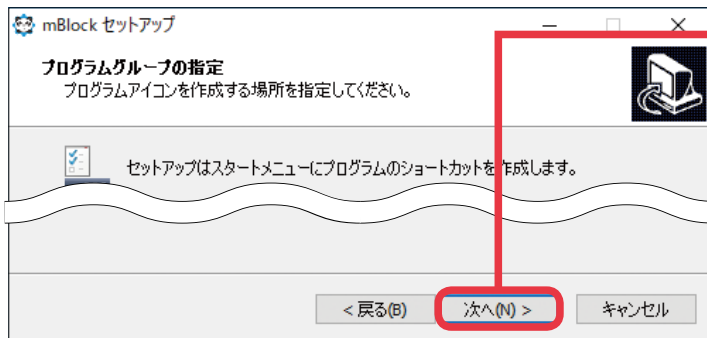 mBlock セットアップ
プログラムグループの指定
プログラムアイコンを作成する場所を指定してください。
セットアップはスタートメニューにプログラムのショートカットを作成します。
< 戻る(B)
次へ(N) >
キャンセル